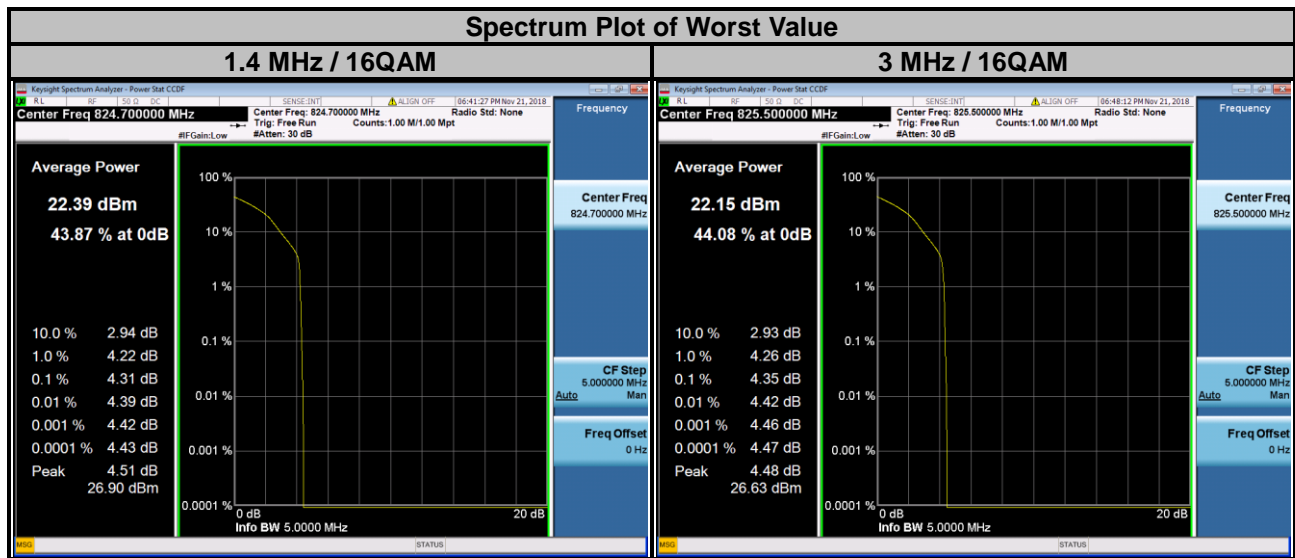 Spectrum Plot of Worst Value
1.4 MHz / 16QAM
3 MHz / 16QAM
Keysight Spectrum Analyzer - Power Stat CCDF
RL RF 50 Ω DC SENSE:INT ALIGN OFF 06:41:27 PM Nov 21, 2018
Center Freq 824.700000 MHz
Center Freq: 824.700000 MHz Radio Std: None
Trig: Free Run Counts:1.00 M/1.00 Mpt
#IFGain:Low #Atten: 30 dB
Frequency
Average Power
22.39 dBm
43.87 % at 0dB
10.0 % 2.94 dB
1.0 % 4.22 dB
0.1 % 4.31 dB
0.01 % 4.39 dB
0.001 % 4.42 dB
0.0001 % 4.43 dB
Peak 4.51 dB
26.90 dBm
100 %
10 %
1 %
0.1 %
0.01 %
0.001 %
0.0001 %
0 dB 20 dB
Info BW 5.0000 MHz
Center Freq
824.700000 MHz
CF Step
5.000000 MHz
Auto Man
Freq Offset
0 Hz
MSG STATUS
Keysight Spectrum Analyzer - Power Stat CCDF
RL RF 50 Ω DC SENSE:INT ALIGN OFF 06:48:12 PM Nov 21, 2018
Center Freq 825.500000 MHz
Center Freq: 825.500000 MHz Radio Std: None
Trig: Free Run Counts:1.00 M/1.00 Mpt
#IFGain:Low #Atten: 30 dB
Frequency
Average Power
22.15 dBm
44.08 % at 0dB
10.0 % 2.93 dB
1.0 % 4.26 dB
0.1 % 4.35 dB
0.01 % 4.42 dB
0.001 % 4.46 dB
0.0001 % 4.47 dB
Peak 4.48 dB
26.63 dBm
100 %
10 %
1 %
0.1 %
0.01 %
0.001 %
0.0001 %
0 dB 20 dB
Info BW 5.0000 MHz
Center Freq
825.500000 MHz
CF Step
5.000000 MHz
Auto Man
Freq Offset
0 Hz
MSG STATUS